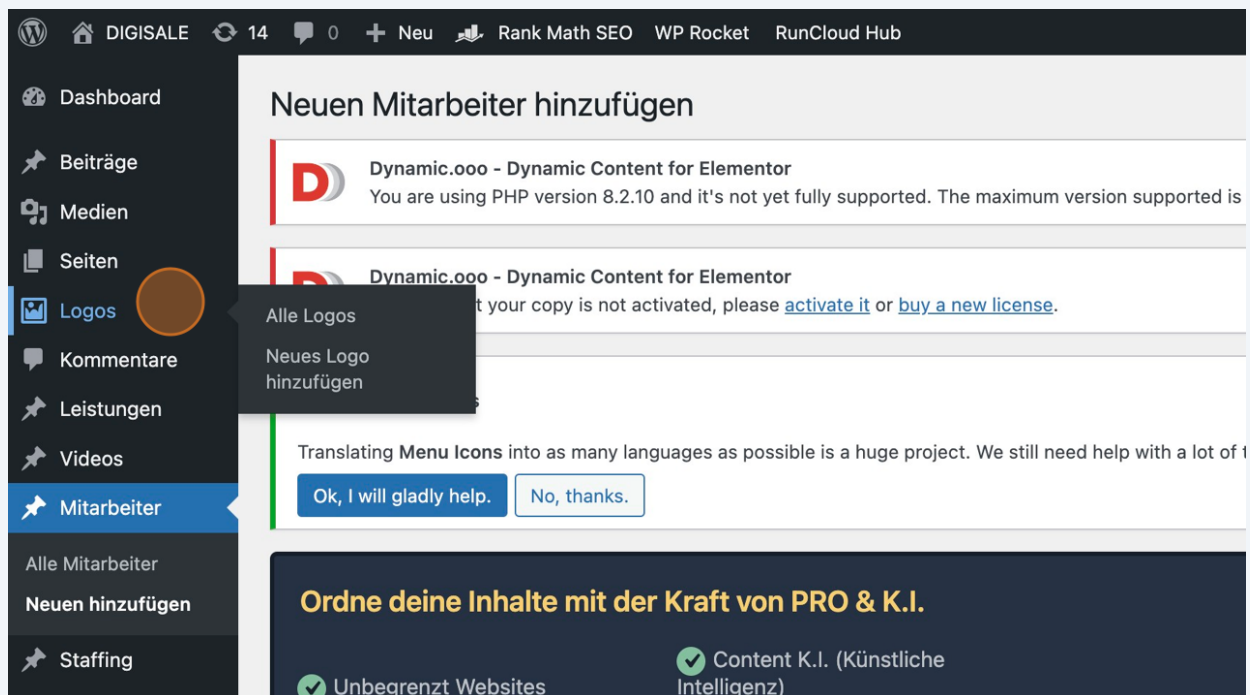 DIGISALE 14 0 Neu Rank Math SEO WP Rocket RunCloud Hub
Dashboard
Beiträge
Medien
Seiten
Logos
Alle Logos
Neues Logo
hinzufügen
Kommentare
Leistungen
Videos
Mitarbeiter
Alle Mitarbeiter
Neuen hinzufügen
Staffing
Neuen Mitarbeiter hinzufügen
Dynamic.ooo - Dynamic Content for Elementor
You are using PHP version 8.2.10 and it's not yet fully supported. The maximum version supported is
Dynamic.ooo - Dynamic Content for Elementor
t your copy is not activated, please activate it or buy a new license.
Translating Menu Icons into as many languages as possible is a huge project. We still need help with a lot of
Ok, I will gladly help. No, thanks.
Ordne deine Inhalte mit der Kraft von PRO & K.I.
Unbegrenzt Websites
Content K.I. (Künstliche
Intelligenz)